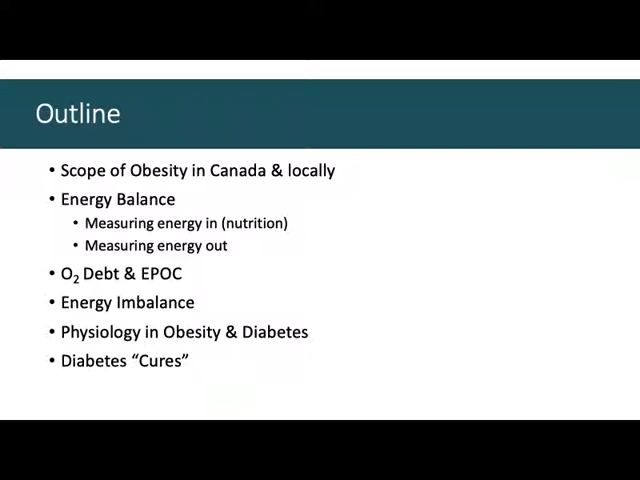 Outline
• Scope of Obesity in Canada & locally
• Energy Balance
• Measuring energy in (nutrition)
• Measuring energy out
• O₂ Debt & EPOC
• Energy Imbalance
• Physiology in Obesity & Diabetes
• Diabetes “Cures”